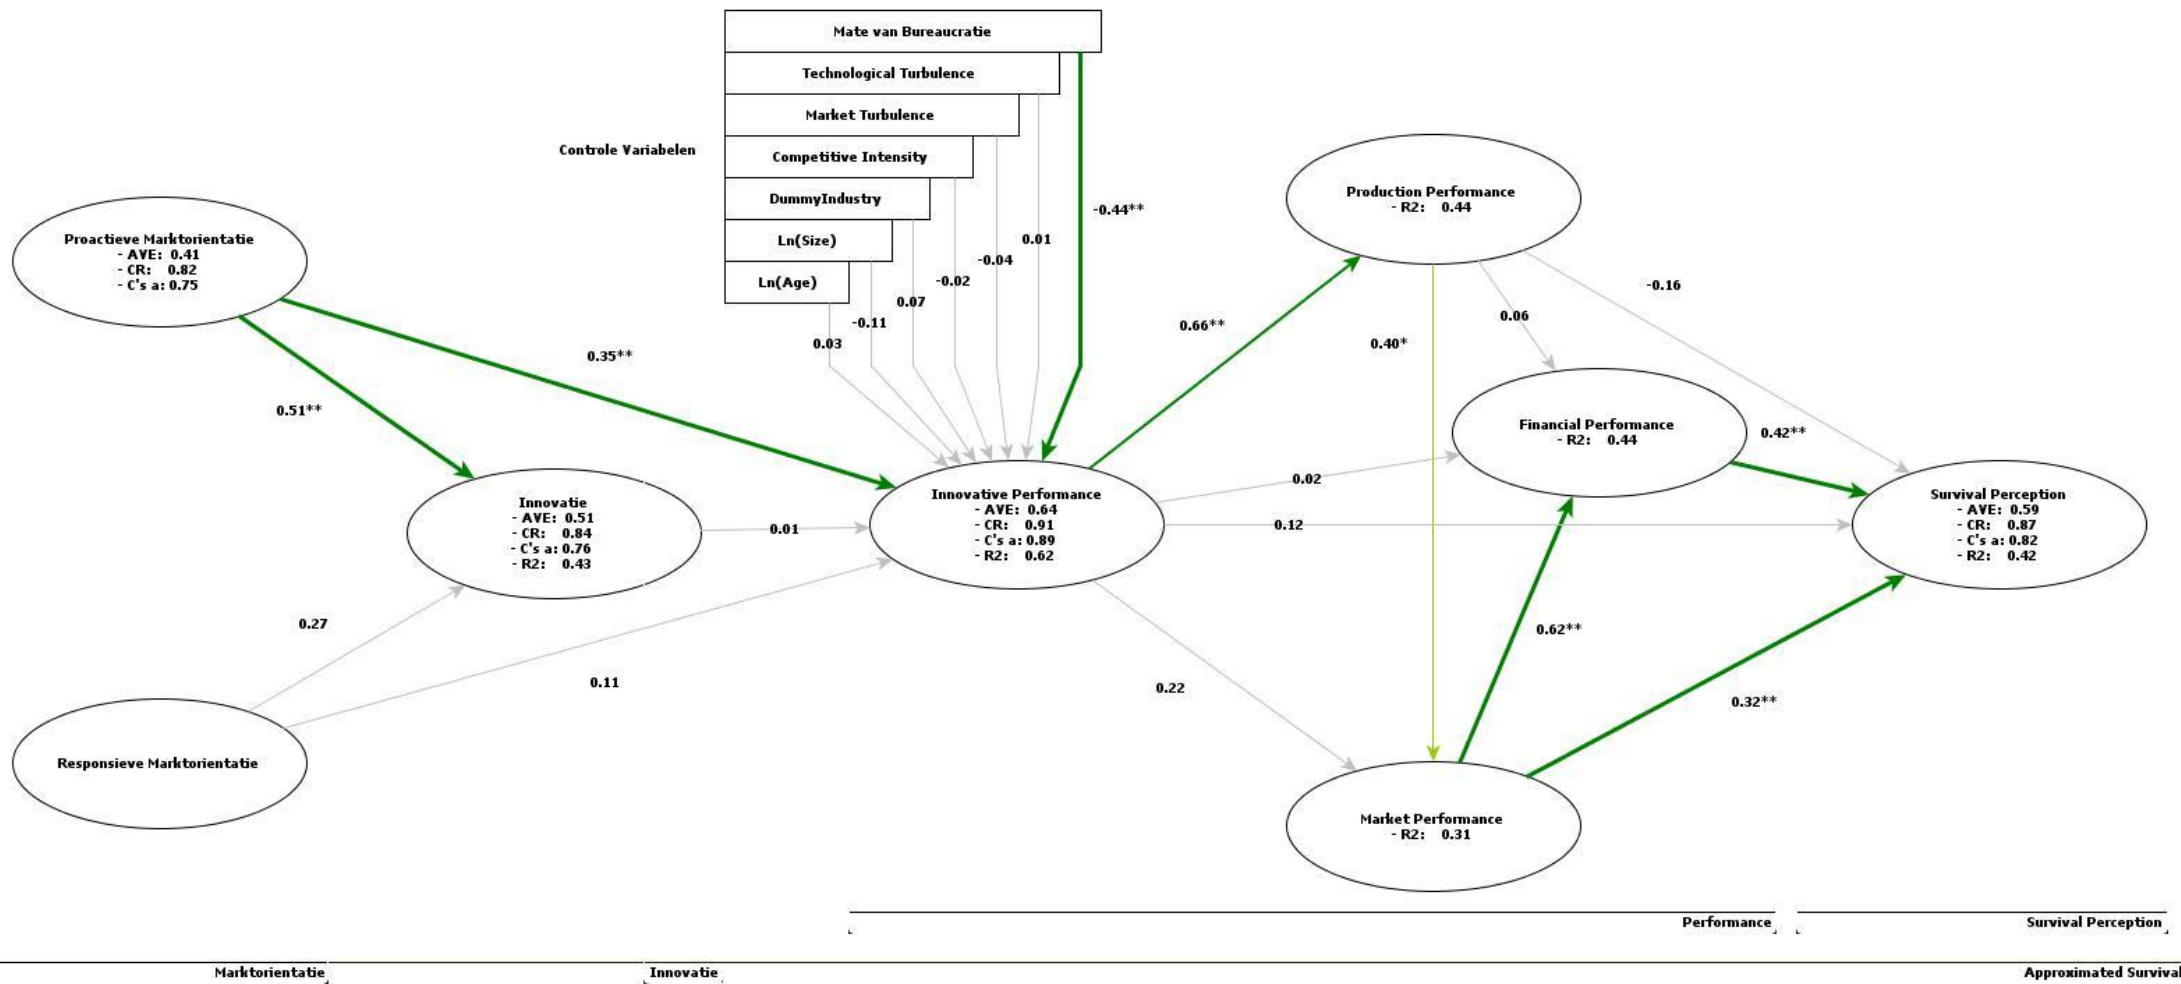 Mate van Bureaucratie
Technological Turbulence
Market Turbulence
Controle Variabelen
Competitive Intensity
DummyIndustry
Ln(Size)
Ln(Age)
-0.44**
0.01
-0.04
-0.02
0.07
-0.11
0.03
Proactieve Marktorientatie
- AVE: 0.41
- CR: 0.82
- C's a: 0.75
0.35**
0.51**
Innovatie
- AVE: 0.51
- CR: 0.84
- C's a: 0.76
- R2: 0.43
0.01
0.27
0.11
Responsieve Marktorientatie
Innovative Performance
- AVE: 0.64
- CR: 0.91
- C's a: 0.89
- R2: 0.62
0.66**
0.02
0.12
0.22
Production Performance
- R2: 0.44
0.40*
0.06
-0.16
Financial Performance
- R2: 0.44
0.42**
0.62**
0.32**
Market Performance
- R2: 0.31
Survival Perception
- AVE: 0.59
- CR: 0.87
- C's a: 0.82
- R2: 0.42
Performance
Survival Perception
Marktorientatie
Innovatie
Approximated Survival